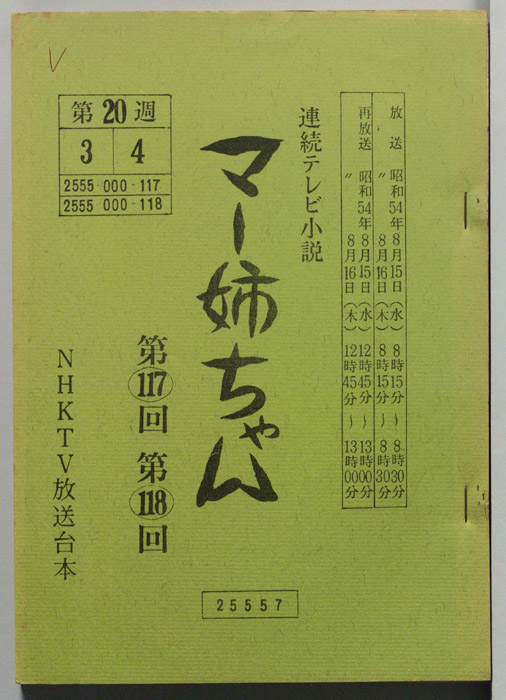 放送　昭和54年8月15日（水）8時15分～8時30分
〃　8月16日（木）8時15分～8時30分
再放送　昭和54年8月15日（水）12時45分～13時00分
〃　8月16日（木）12時45分～13時00分
連続テレビ小説
マー姉ちゃん
第117回 第118回
第20週
3 4
2555-000-117
2555-000-118
NHKTV放送台本
25557